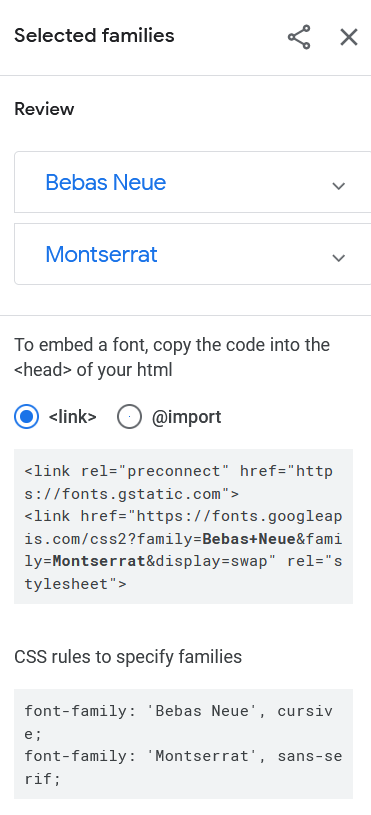 Selected families
Review
Bebas Neue
Montserrat
To embed a font, copy the code into the
<head> of your html
<link> @import
<link rel="preconnect" href="http
s://fonts.gstatic.com">
<link href="https://fonts.googleap
is.com/css2?family=Bebas+Neue&fami
ly=Montserrat&display=swap" rel="s
tylesheet">
CSS rules to specify families
font-family: 'Bebas Neue', cursiv
e;
font-family: 'Montserrat', sans-se
rif;